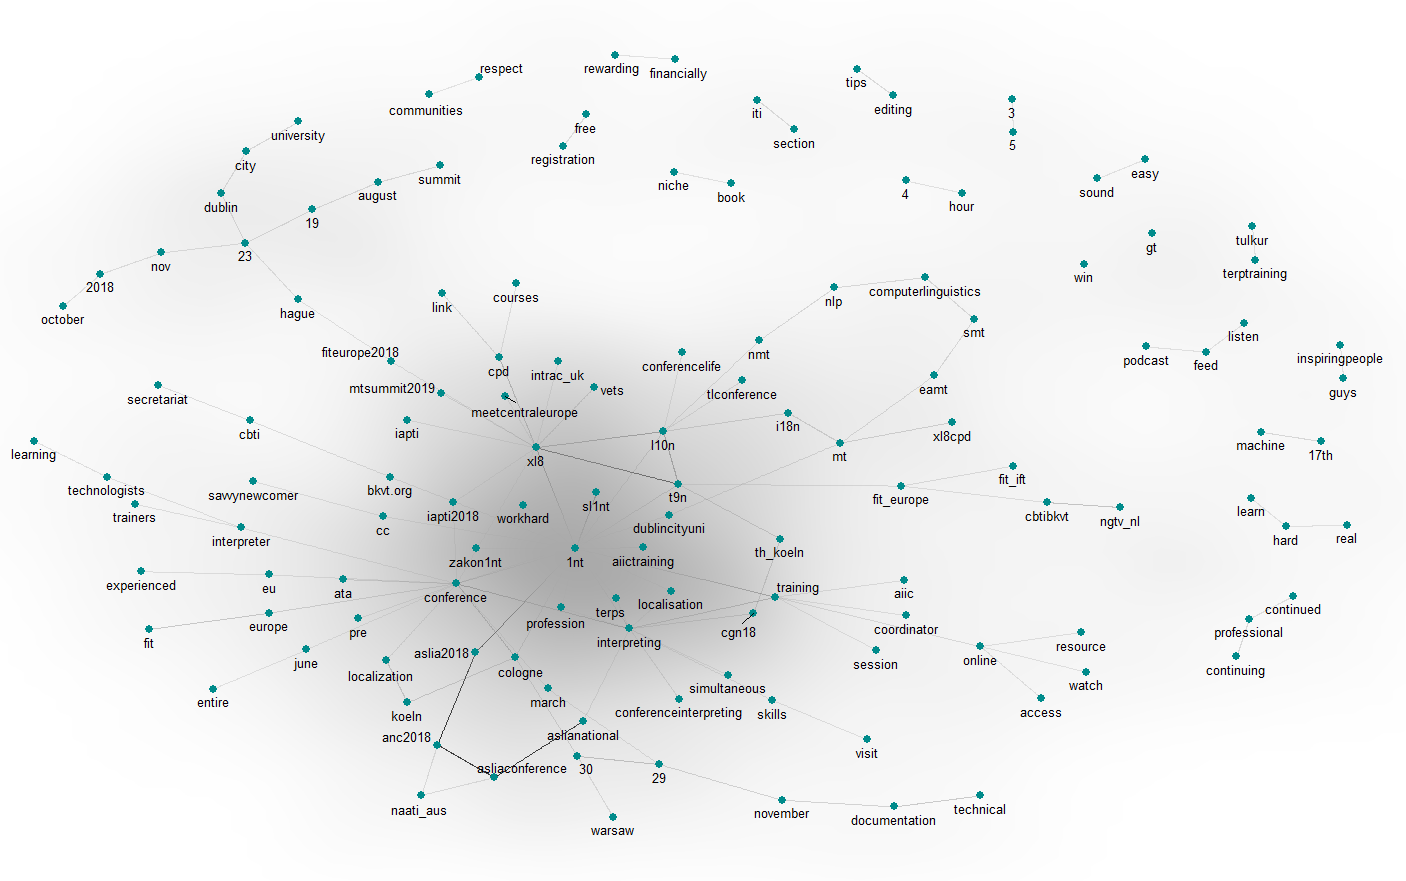 respect
rewarding
financially
tips
communities
editing
iti
3
free
university
section
5
registration
city
easy
summit
niche
sound
august
book
4
hour
dublin
19
tulkur
gt
23
nov
terptraining
win
2018
computerlinguistics
courses
nlp
link
october
hague
smt
listen
fiteurope2018
nmt
inspiringpeople
podcast
feed
conferencelife
cpd
intrac_uk
mtsummit2019
vets
eamt
guys
tlconference
secretariat
meetcentraleurope
i18n
iapti
cbti
xl8cpd
l10n
machine
learning
17th
mt
xl8
fit_ift
bkvt.org
technologists
savvynewcomer
t9n
fit_europe
sl1nt
learn
trainers
iapti2018
workhard
cbtibkvt
ngtv_nl
cc
dublincityuni
interpreter
hard
real
th_koeln
zakon1nt
1nt
aiictraining
experienced
eu
training
ata
aiic
conference
localisation
terps
continued
profession
europe
coordinator
pre
cgn18
professional
fit
interpreting
resource
aslia2018
june
online
session
cologne
continuing
localization
watch
simultaneous
entire
march
access
conferenceinterpreting
skills
koeln
aslianational
anc2018
visit
asliaconference
30
29
naati_aus
november
technical
documentation
warsaw